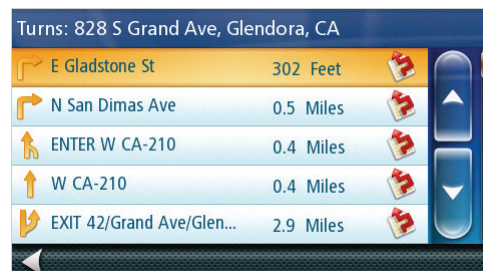 Turns: 828 S Grand Ave, Glendora, CA
E Gladstone St 302 Feet
N San Dimas Ave 0.5 Miles
ENTER W CA-210 0.4 Miles
W CA-210 0.4 Miles
EXIT 42/Grand Ave/Glen... 2.9 Miles